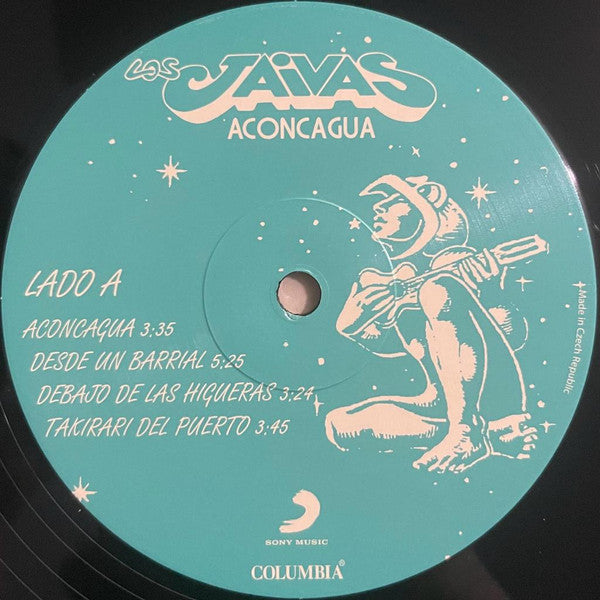 LOS JAIVAS
ACONCAGUA
LADO A
ACONCAGUA 3:35
DESDE UN BARRIAL 5:25
DEBAJO DE LAS HIGUERAS 3:24
TAKIRARI DEL PUERTO 3:45
Made in Czech Republic
SONY MUSIC
COLUMBIA®